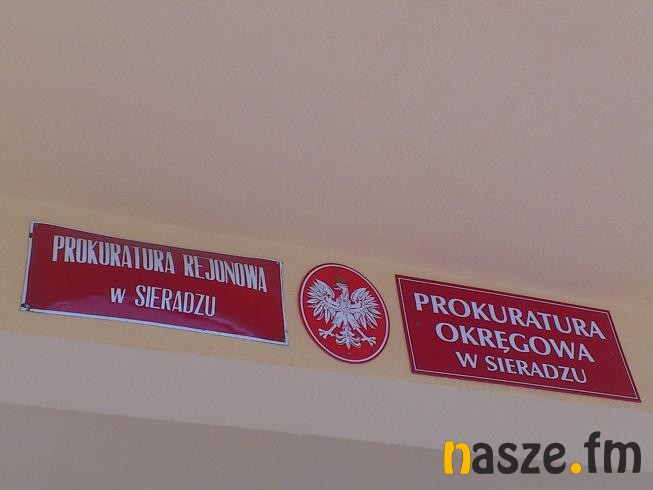 PROKURATURA REJONOWA
w SIERADZU
PROKURATURA
OKRĘGOWA
W SIERADZU
nasze.fm